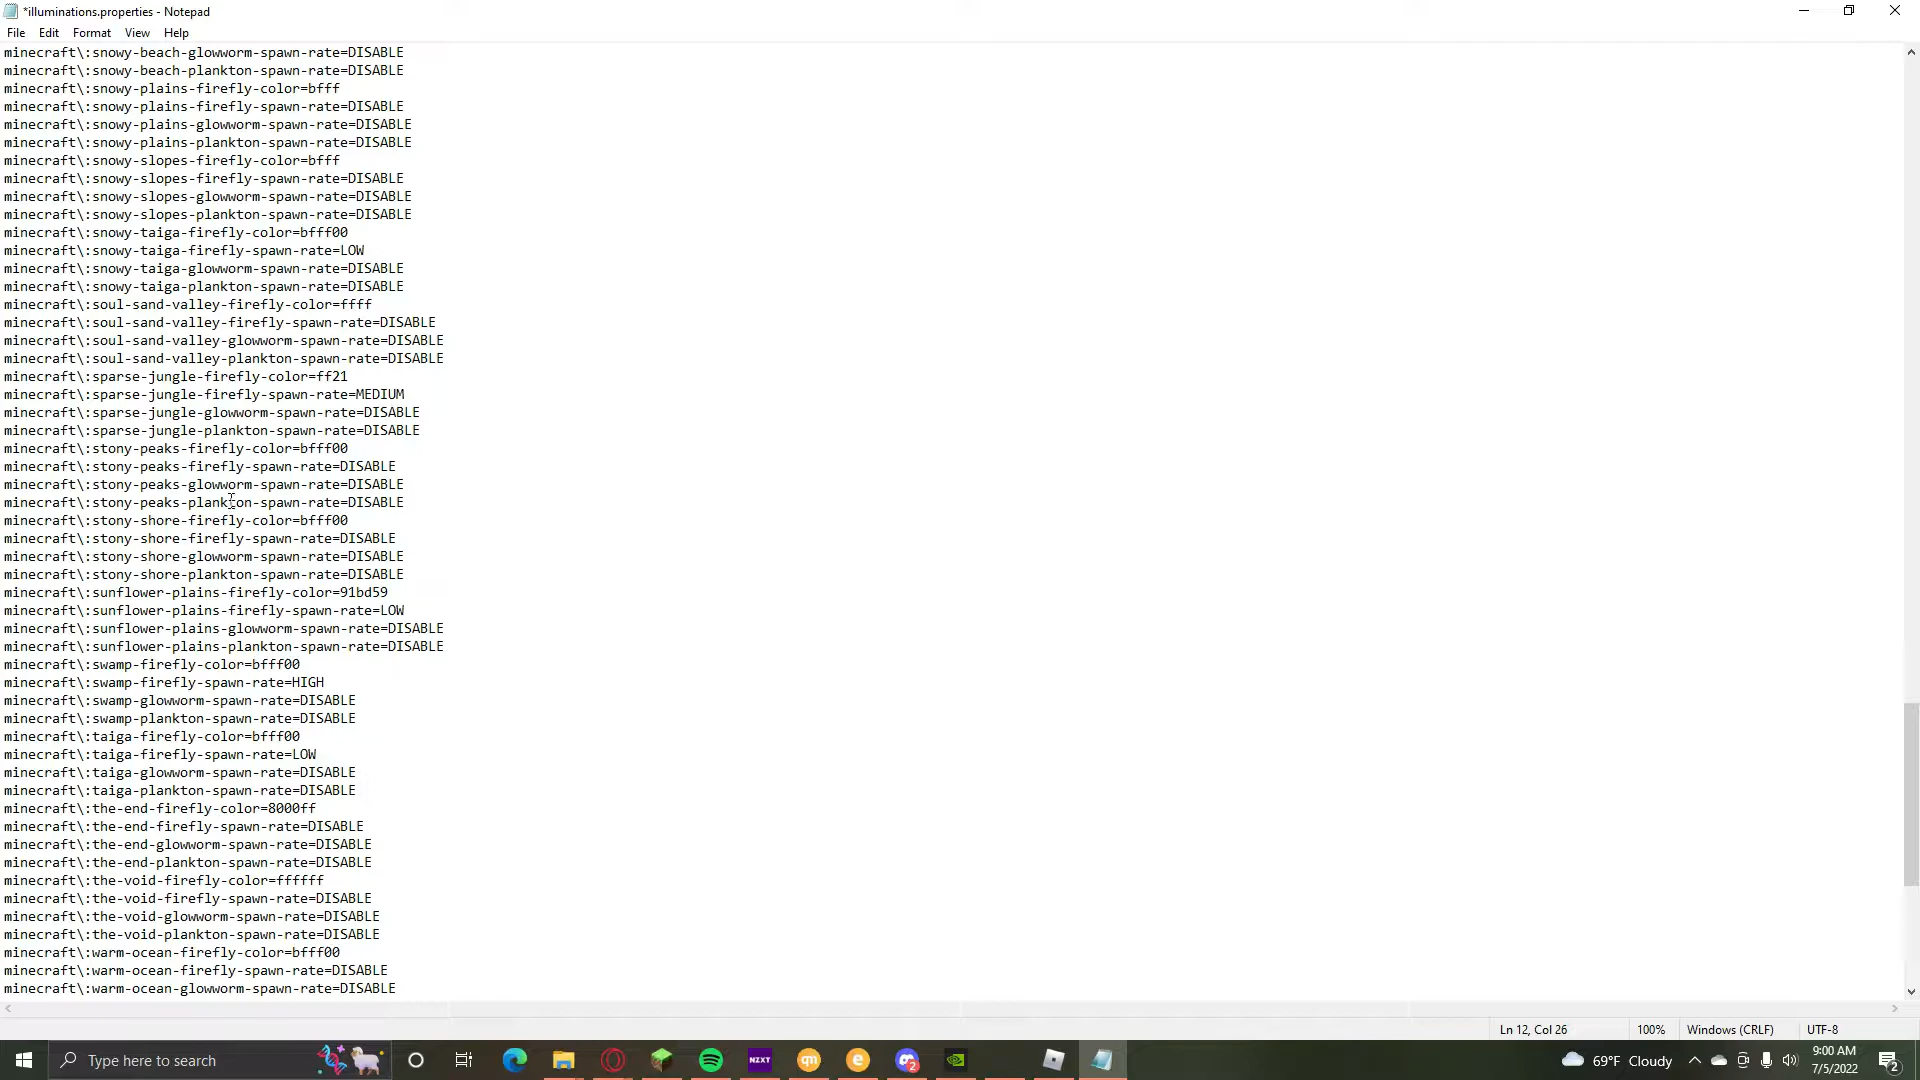 *illuminations.properties - Notepad
File Edit Format View Help
minecraft\:snowy-beach-glowworm-spawn-rate=DISABLE
minecraft\:snowy-beach-plankton-spawn-rate=DISABLE
minecraft\:snowy-plains-firefly-color=bfff
minecraft\:snowy-plains-firefly-spawn-rate=DISABLE
minecraft\:snowy-plains-glowworm-spawn-rate=DISABLE
minecraft\:snowy-plains-plankton-spawn-rate=DISABLE
minecraft\:snowy-slopes-firefly-color=bfff
minecraft\:snowy-slopes-firefly-spawn-rate=DISABLE
minecraft\:snowy-slopes-glowworm-spawn-rate=DISABLE
minecraft\:snowy-slopes-plankton-spawn-rate=DISABLE
minecraft\:snowy-taiga-firefly-color=bfff00
minecraft\:snowy-taiga-firefly-spawn-rate=LOW
minecraft\:snowy-taiga-glowworm-spawn-rate=DISABLE
minecraft\:snowy-taiga-plankton-spawn-rate=DISABLE
minecraft\:soul-sand-valley-firefly-color=ffff
minecraft\:soul-sand-valley-firefly-spawn-rate=DISABLE
minecraft\:soul-sand-valley-glowworm-spawn-rate=DISABLE
minecraft\:soul-sand-valley-plankton-spawn-rate=DISABLE
minecraft\:sparse-jungle-firefly-color=ff21
minecraft\:sparse-jungle-firefly-spawn-rate=MEDIUM
minecraft\:sparse-jungle-glowworm-spawn-rate=DISABLE
minecraft\:sparse-jungle-plankton-spawn-rate=DISABLE
minecraft\:stony-peaks-firefly-color=bfff00
minecraft\:stony-peaks-firefly-spawn-rate=DISABLE
minecraft\:stony-peaks-glowworm-spawn-rate=DISABLE
minecraft\:stony-peaks-plankton-spawn-rate=DISABLE
minecraft\:stony-shore-firefly-color=bfff00
minecraft\:stony-shore-firefly-spawn-rate=DISABLE
minecraft\:stony-shore-glowworm-spawn-rate=DISABLE
minecraft\:stony-shore-plankton-spawn-rate=DISABLE
minecraft\:sunflower-plains-firefly-color=91bd59
minecraft\:sunflower-plains-firefly-spawn-rate=LOW
minecraft\:sunflower-plains-glowworm-spawn-rate=DISABLE
minecraft\:sunflower-plains-plankton-spawn-rate=DISABLE
minecraft\:swamp-firefly-color=bfff00
minecraft\:swamp-firefly-spawn-rate=HIGH
minecraft\:swamp-glowworm-spawn-rate=DISABLE
minecraft\:swamp-plankton-spawn-rate=DISABLE
minecraft\:taiga-firefly-color=bfff00
minecraft\:taiga-firefly-spawn-rate=LOW
minecraft\:taiga-glowworm-spawn-rate=DISABLE
minecraft\:taiga-plankton-spawn-rate=DISABLE
minecraft\:the-end-firefly-color=8000ff
minecraft\:the-end-firefly-spawn-rate=DISABLE
minecraft\:the-end-glowworm-spawn-rate=DISABLE
minecraft\:the-end-plankton-spawn-rate=DISABLE
minecraft\:the-void-firefly-color=ffffff
minecraft\:the-void-firefly-spawn-rate=DISABLE
minecraft\:the-void-glowworm-spawn-rate=DISABLE
minecraft\:the-void-plankton-spawn-rate=DISABLE
minecraft\:warm-ocean-firefly-color=bfff00
minecraft\:warm-ocean-firefly-spawn-rate=DISABLE
minecraft\:warm-ocean-glowworm-spawn-rate=DISABLE
Ln 12, Col 26 100% Windows (CRLF) UTF-8
Type here to search NZXT qn e 2 69°F Cloudy 9:00 AM
7/5/2022 2